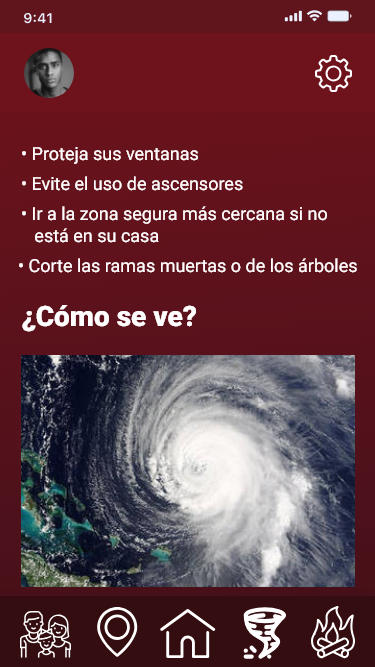 9:41
• Proteja sus ventanas
• Evite el uso de ascensores
• Ir a la zona segura más cercana si no
está en su casa
• Corte las ramas muertas o de los árboles
¿Cómo se ve?